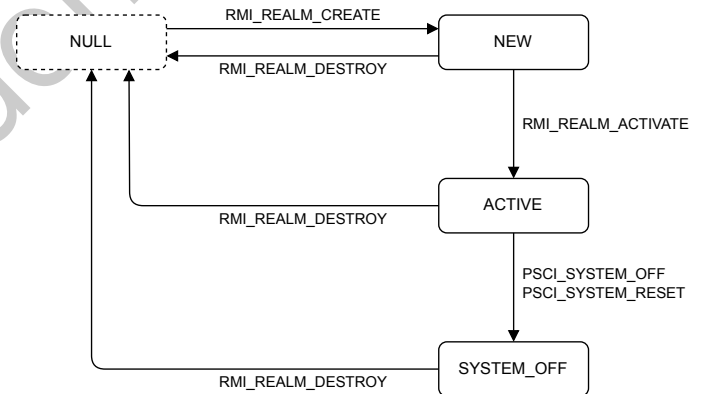 RMI_REALM_CREATE
NULL
NEW
RMI_REALM_DESTROY
RMI_REALM_ACTIVATE
ACTIVE
RMI_REALM_DESTROY
PSCI_SYSTEM_OFF
PSCI_SYSTEM_RESET
SYSTEM_OFF
RMI_REALM_DESTROY